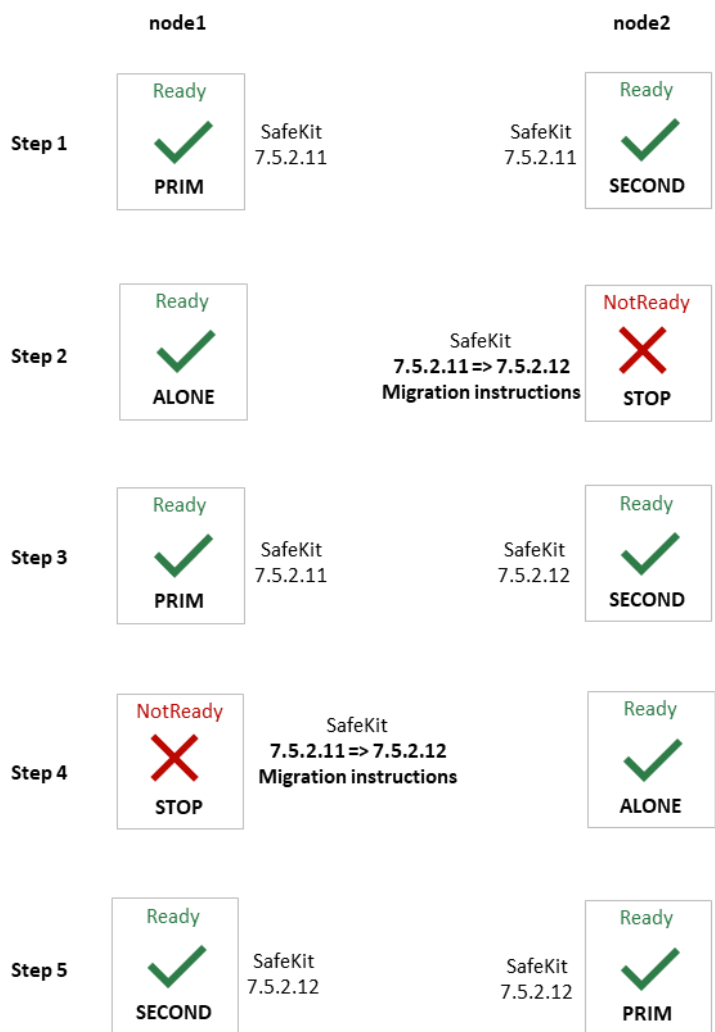 node1
node2
Step 1
Ready
PRIM
SafeKit
7.5.2.11
SafeKit
7.5.2.11
Ready
SECOND
Step 2
Ready
ALONE
SafeKit
7.5.2.11 => 7.5.2.12
Migration instructions
NotReady
STOP
Step 3
Ready
PRIM
SafeKit
7.5.2.11
SafeKit
7.5.2.12
Ready
SECOND
Step 4
NotReady
STOP
SafeKit
7.5.2.11 => 7.5.2.12
Migration instructions
Ready
ALONE
Step 5
Ready
SECOND
SafeKit
7.5.2.12
SafeKit
7.5.2.12
Ready
PRIM